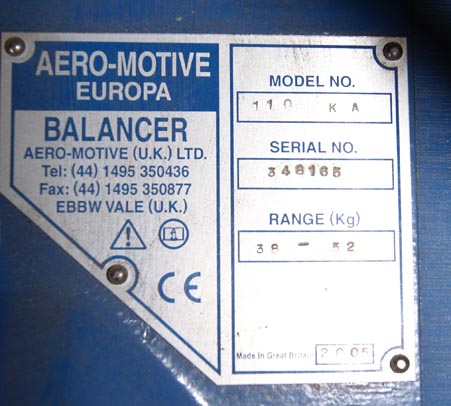 AERO-MOTIVE
EUROPA
BALANCER
AERO-MOTIVE (U.K.) LTD.
Tel: (44) 1495 350436
Fax: (44) 1495 350877
EBBW VALE (U.K.)
CE
MODEL NO.
110 KA
SERIAL NO.
348165
RANGE (Kg)
38 - 52
Made In Great Britain 2005